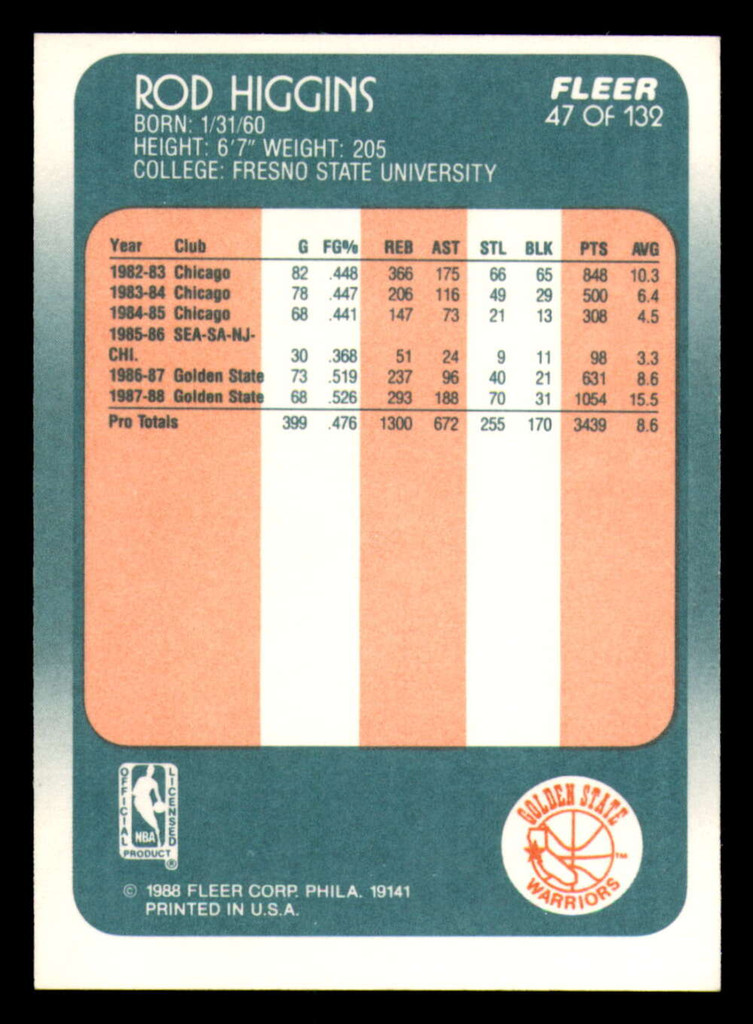 ROD HIGGINS
FLEER
47 OF 132
BORN: 1/31/60
HEIGHT: 6'7" WEIGHT: 205
COLLEGE: FRESNO STATE UNIVERSITY
Year Club G FG% REB AST STL BLK PTS AVG
1982-83 Chicago 82 .448 366 175 66 65 848 10.3
1983-84 Chicago 78 .447 206 116 49 29 500 6.4
1984-85 Chicago 68 .441 147 73 21 13 308 4.5
1985-86 SEA-SA-NJ-
CHI. 30 .368 51 24 9 11 98 3.3
1986-87 Golden State 73 .519 237 96 40 21 631 8.6
1987-88 Golden State 68 .526 293 188 70 31 1054 15.5
Pro Totals 399 .476 1300 672 255 170 3439 8.6
OFFICIAL
LICENSED
NBA
PRODUCT ®
GOLDEN STATE
WARRIORS
TM
© 1988 FLEER CORP. PHILA. 19141
PRINTED IN U.S.A.